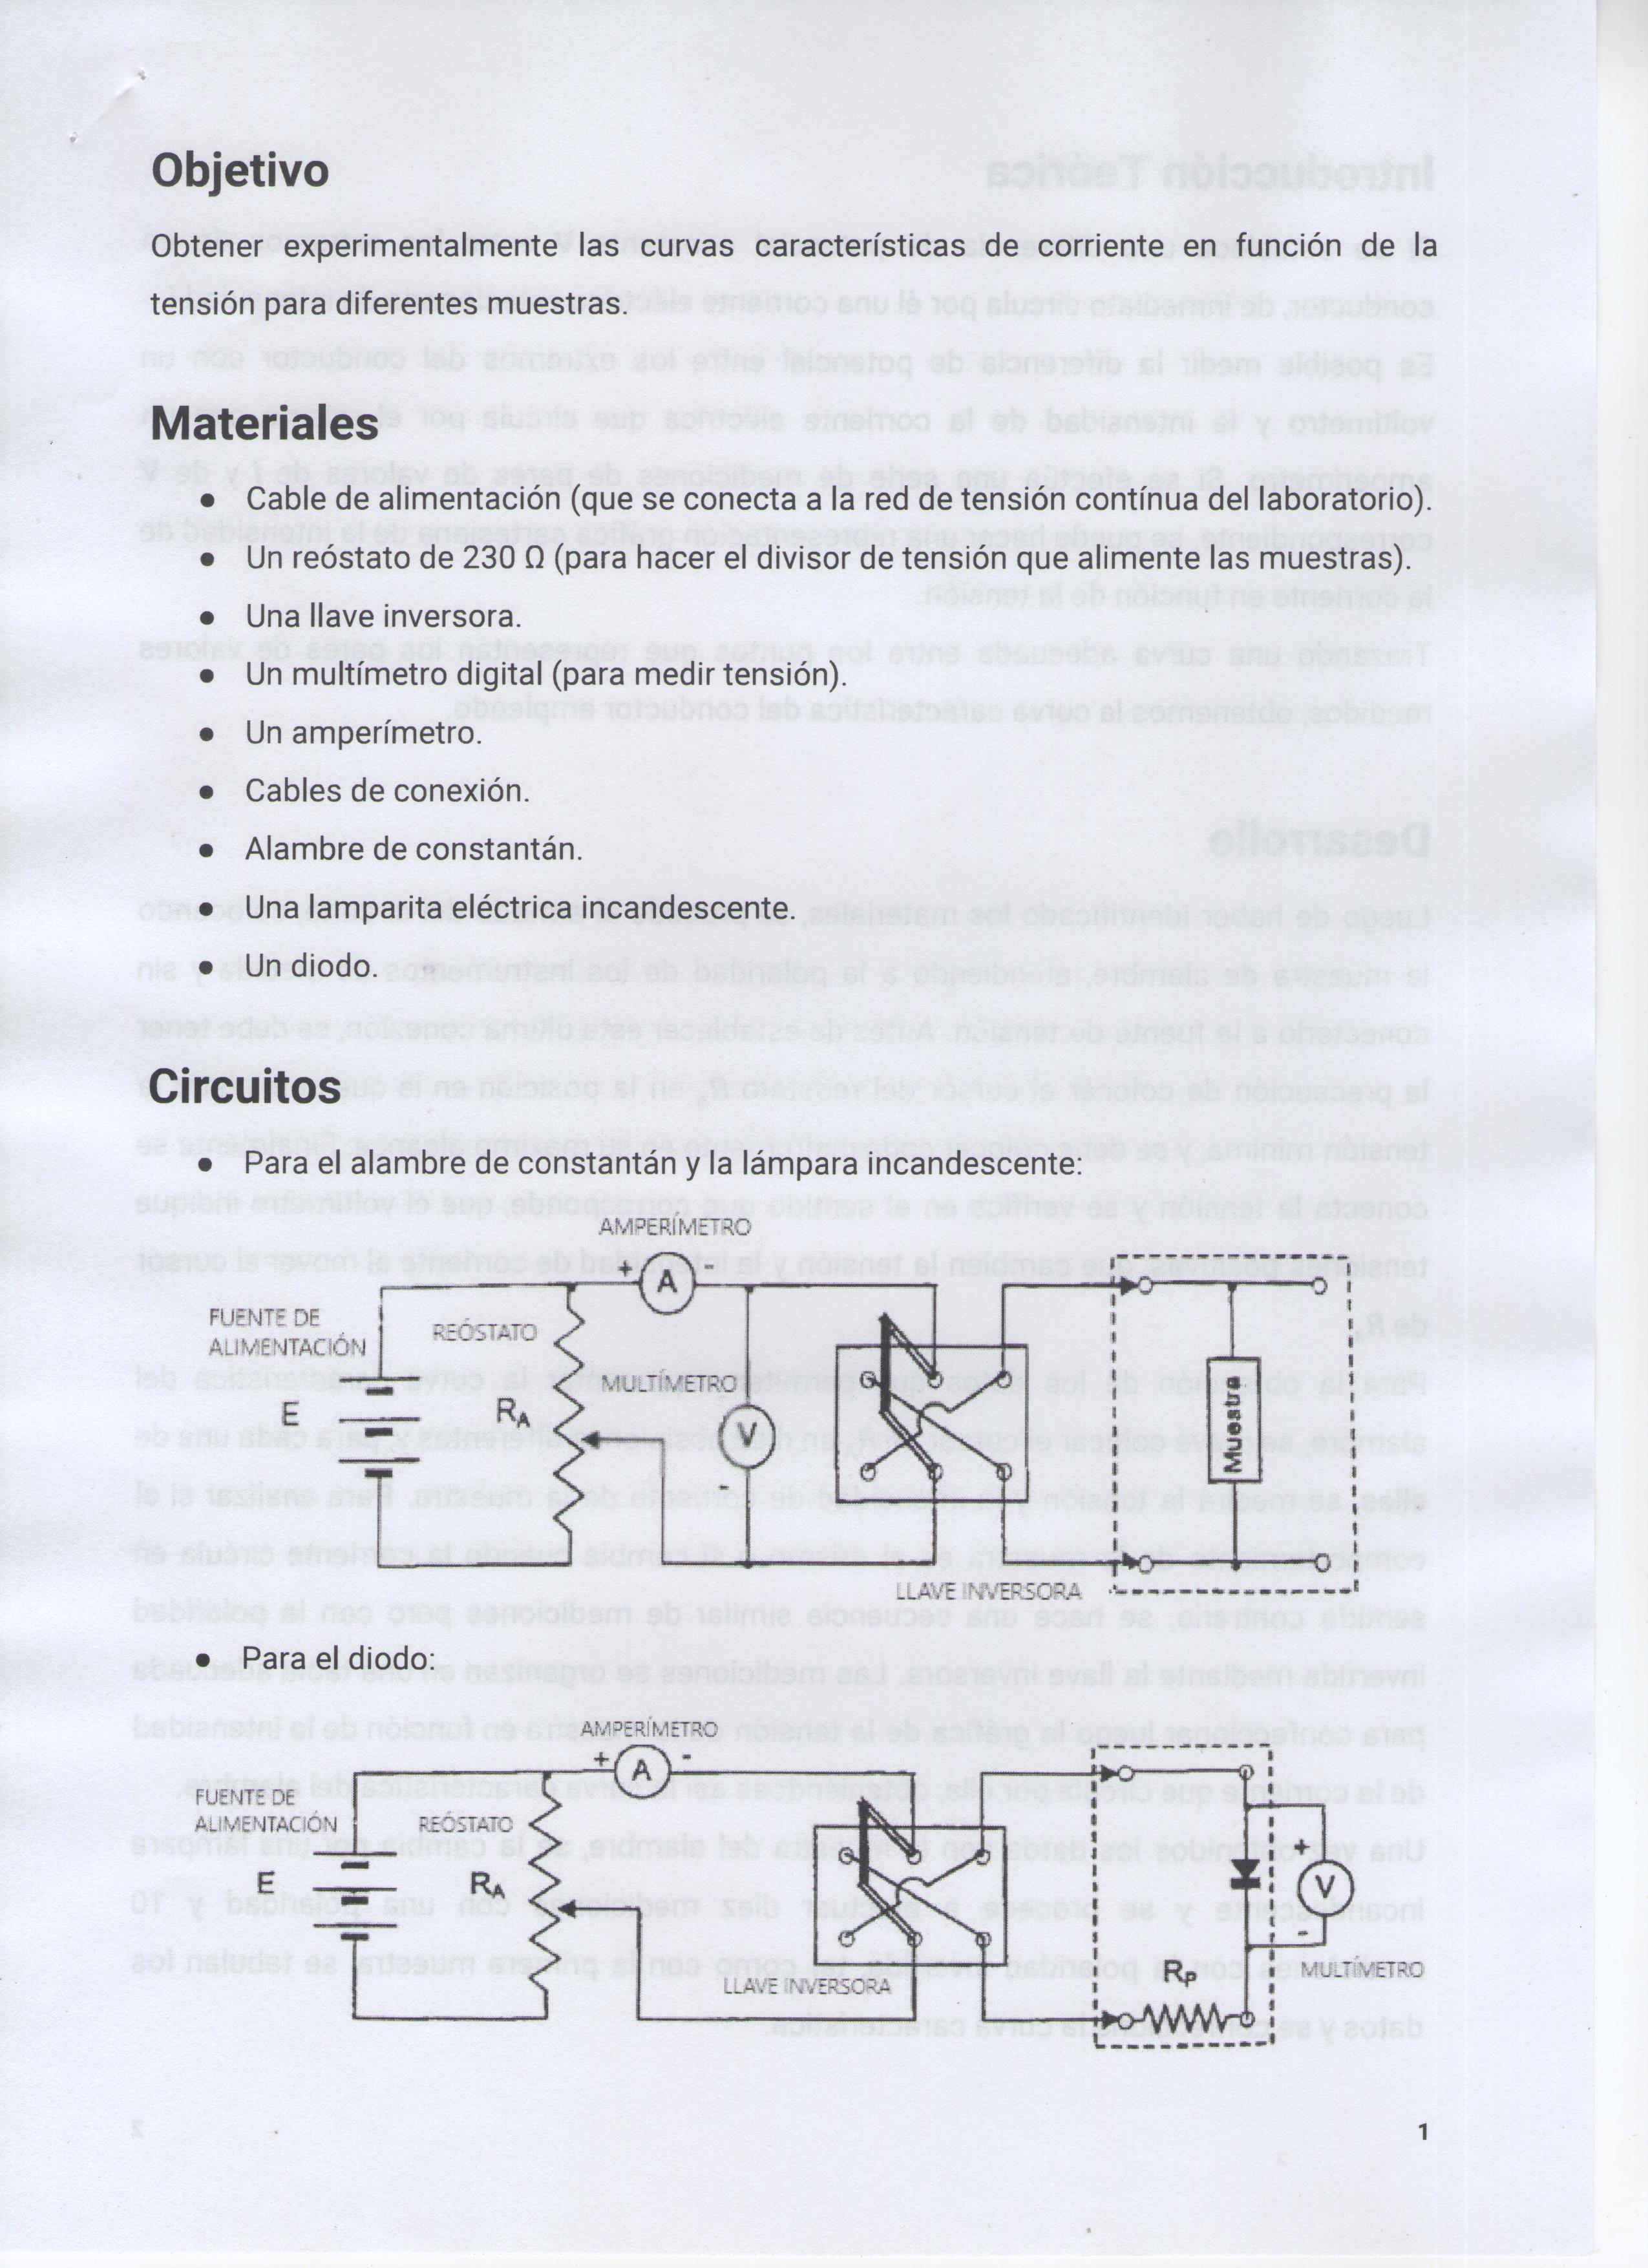 Objetivo
Obtener experimentalmente las curvas características de corriente en función de la
tensión para diferentes muestras.
Materiales
● Cable de alimentación (que se conecta a la red de tensión contínua del laboratorio).
● Un reóstato de 230 Ω (para hacer el divisor de tensión que alimente las muestras).
● Una llave inversora.
● Un multímetro digital (para medir tensión).
● Un amperímetro.
● Cables de conexión.
● Alambre de constantán.
● Una lamparita eléctrica incandescente.
● Un diodo.
Circuitos
● Para el alambre de constantán y la lámpara incandescente:
AMPERÍMETRO
+ A -
FUENTE DE
ALIMENTACIÓN
REÓSTATO
MULTÍMETRO
E
RA
V
-
Muestra
LLAVE INVERSORA
● Para el diodo:
AMPERÍMETRO
+ A -
FUENTE DE
ALIMENTACIÓN
REÓSTATO
E
RA
+
V
-
LLAVE INVERSORA
RP
MULTÍMETRO
1